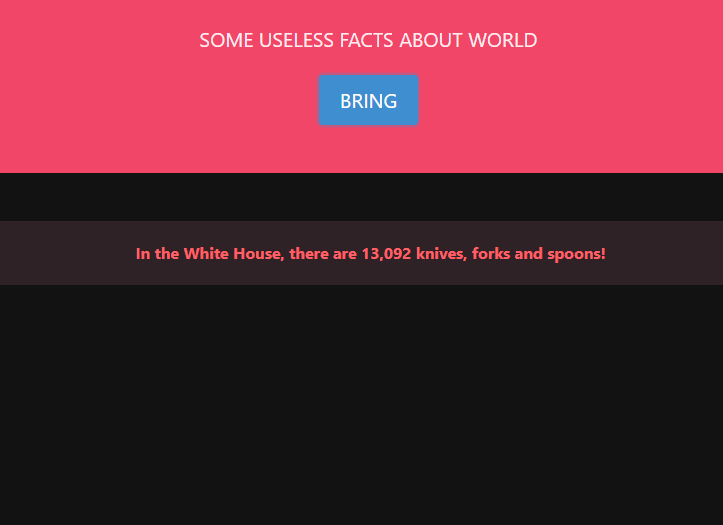 SOME USELESS FACTS ABOUT WORLD
BRING
In the White House, there are 13,092 knives, forks and spoons!